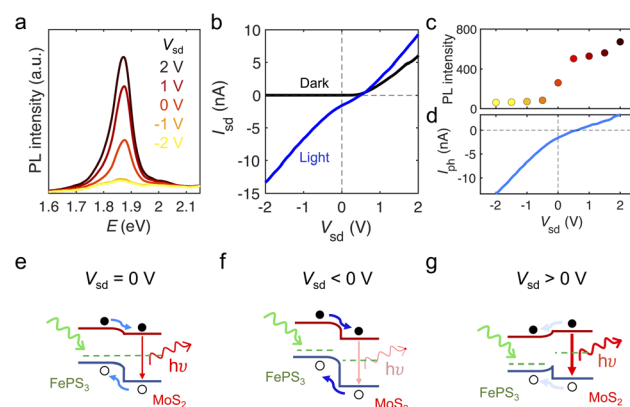 a
V_sd
2 V
1 V
0 V
-1 V
-2 V
PL intensity (a.u.)
1.6 1.7 1.8 1.9 2 2.1
E (eV)
b
10
5
0
-5
-10
-15
I_sd (nA)
Dark
Light
-2 -1 0 1 2
V_sd (V)
c
800
400
0
PL intensity
d
0
-5
-10
I_ph (nA)
-2 -1 0 1 2
V_sd (V)
e
V_sd = 0 V
FePS₃
hυ
MoS₂
f
V_sd < 0 V
FePS₃
hυ
MoS₂
g
V_sd > 0 V
FePS₃
hυ
MoS₂